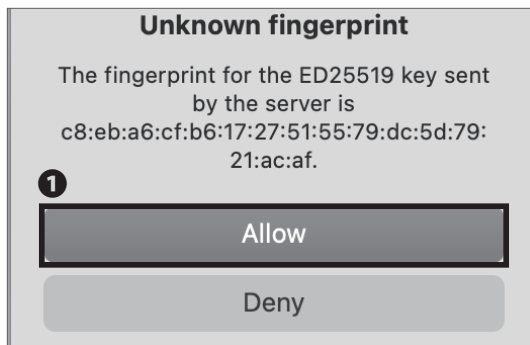 Unknown fingerprint
The fingerprint for the ED25519 key sent
by the server is
c8:eb:a6:cf:b6:17:27:51:55:79:dc:5d:79:
21:ac:af.
❶
Allow
Deny